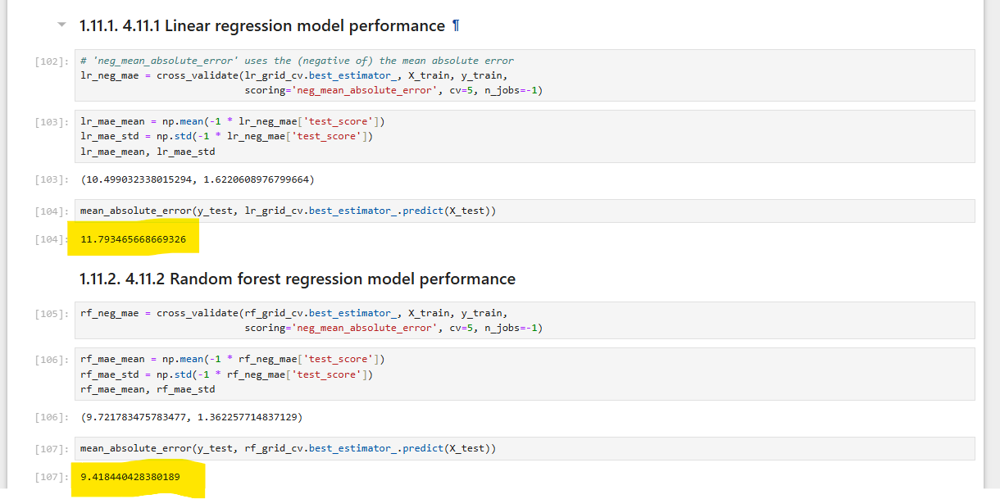 1.11.1. 4.11.1 Linear regression model performance ¶
[102]: # 'neg_mean_absolute_error' uses the (negative of) the mean absolute error
lr_neg_mae = cross_validate(lr_grid_cv.best_estimator_, X_train, y_train,
scoring='neg_mean_absolute_error', cv=5, n_jobs=-1)
[103]: lr_mae_mean = np.mean(-1 * lr_neg_mae['test_score'])
lr_mae_std = np.std(-1 * lr_neg_mae['test_score'])
lr_mae_mean, lr_mae_std
[103]: (10.499032338015294, 1.6220608976799664)
[104]: mean_absolute_error(y_test, lr_grid_cv.best_estimator_.predict(X_test))
[104]: 11.793465668669326
1.11.2. 4.11.2 Random forest regression model performance
[105]: rf_neg_mae = cross_validate(rf_grid_cv.best_estimator_, X_train, y_train,
scoring='neg_mean_absolute_error', cv=5, n_jobs=-1)
[106]: rf_mae_mean = np.mean(-1 * rf_neg_mae['test_score'])
rf_mae_std = np.std(-1 * rf_neg_mae['test_score'])
rf_mae_mean, rf_mae_std
[106]: (9.721783475783477, 1.362257714837129)
[107]: mean_absolute_error(y_test, rf_grid_cv.best_estimator_.predict(X_test))
[107]: 9.418440428380189